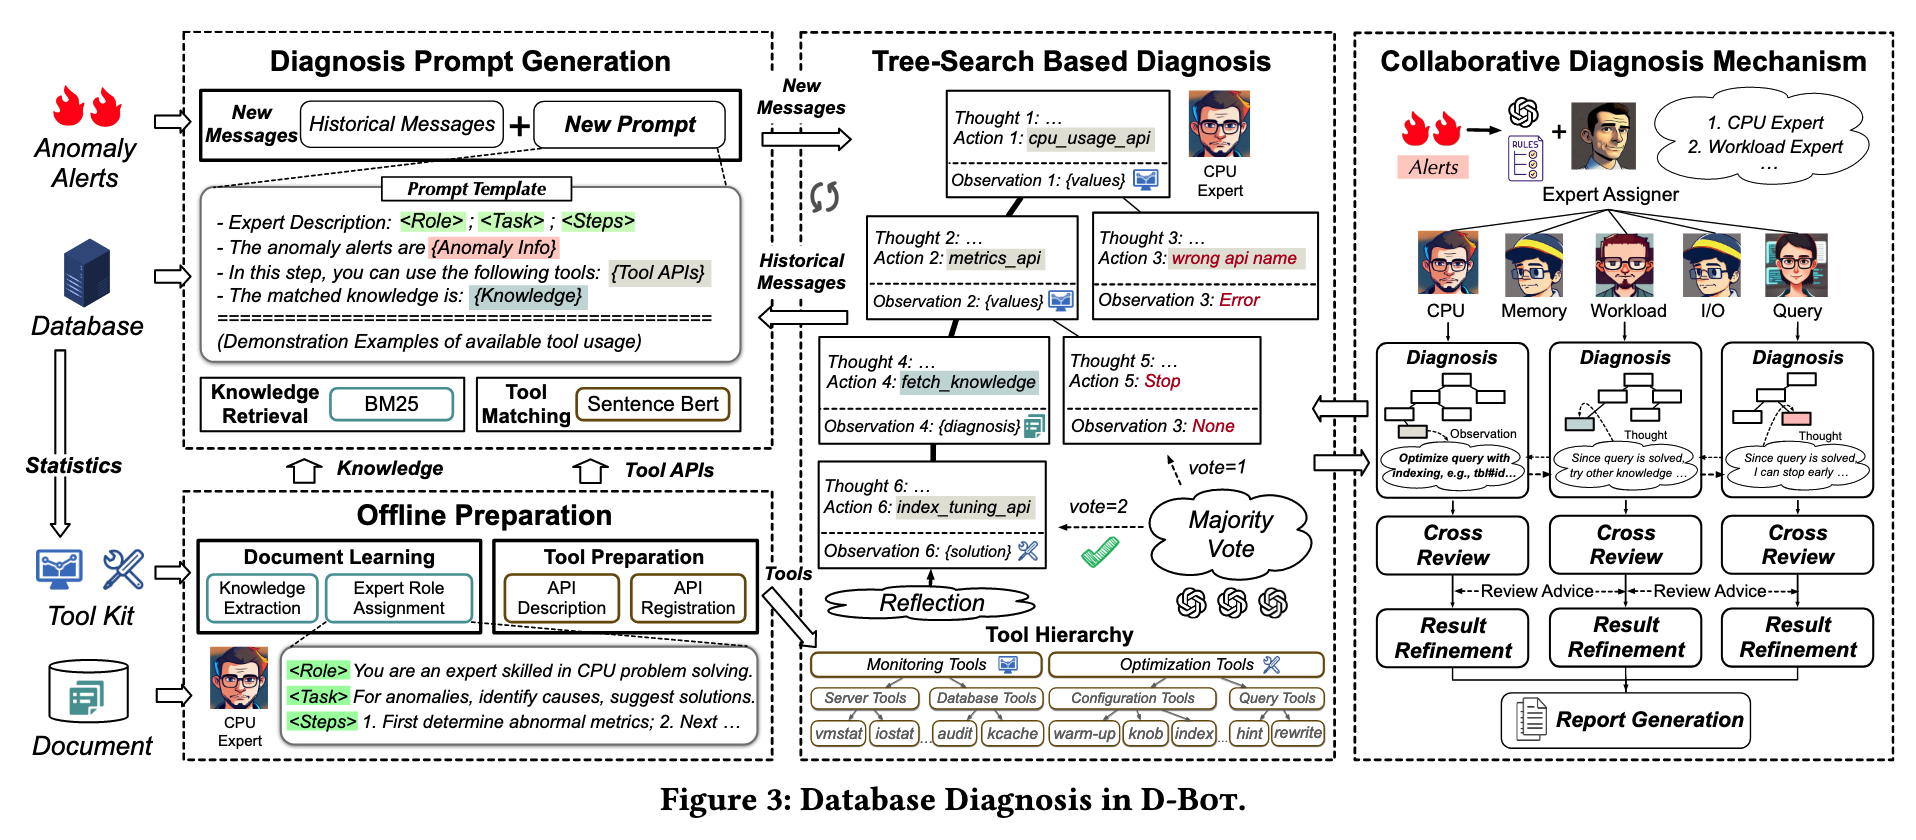 Anomaly
Alerts
Database
Statistics
Tool Kit
Document
Diagnosis Prompt Generation
New
Messages
Historical Messages + New Prompt
Prompt Template
- Expert Description: <Role> ; <Task> ; <Steps>
- The anomaly alerts are {Anomaly Info}
- In this step, you can use the following tools: {Tool APIs}
- The matched knowledge is: {Knowledge}
============================================
(Demonstration Examples of available tool usage)
Knowledge
Retrieval
BM25
Tool
Matching
Sentence Bert
Knowledge
Tool APIs
Offline Preparation
Document Learning
Knowledge
Extraction
Expert Role
Assignment
Tool Preparation
API
Description
API
Registration
CPU
Expert
<Role> You are an expert skilled in CPU problem solving.
<Task> For anomalies, identify causes, suggest solutions.
<Steps> 1. First determine abnormal metrics; 2. Next …
New
Messages
Historical
Messages
Tools
Tree-Search Based Diagnosis
Thought 1: …
Action 1: cpu_usage_api
Observation 1: {values}
CPU
Expert
Thought 2: …
Action 2: metrics_api
Observation 2: {values}
Thought 3: …
Action 3: wrong api name
Observation 3: Error
Thought 4: …
Action 4: fetch_knowledge
Observation 4: {diagnosis}
Thought 5: …
Action 5: Stop
Observation 3: None
Thought 6: …
Action 6: index_tuning_api
Observation 6: {solution}
vote=1
vote=2
Majority
Vote
Reflection
Tool Hierarchy
Monitoring Tools
Optimization Tools
Server Tools
Database Tools
Configuration Tools
Query Tools
vmstat
iostat
...
audit
kcache
warm-up
knob
index
...
hint
rewrite
Collaborative Diagnosis Mechanism
Alerts
RULES
+
1. CPU Expert
2. Workload Expert
…
Expert Assigner
CPU
Memory
Workload
I/O
Query
Diagnosis
Observation
Optimize query with
indexing, e.g., tbl#id…
Diagnosis
Thought
Since query is solved,
try other knowledge …
Diagnosis
Thought
Since query is solved,
I can stop early …
Cross
Review
Cross
Review
Cross
Review
Review Advice
Review Advice
Result
Refinement
Result
Refinement
Result
Refinement
Report Generation
Figure 3: Database Diagnosis in D-Bot.